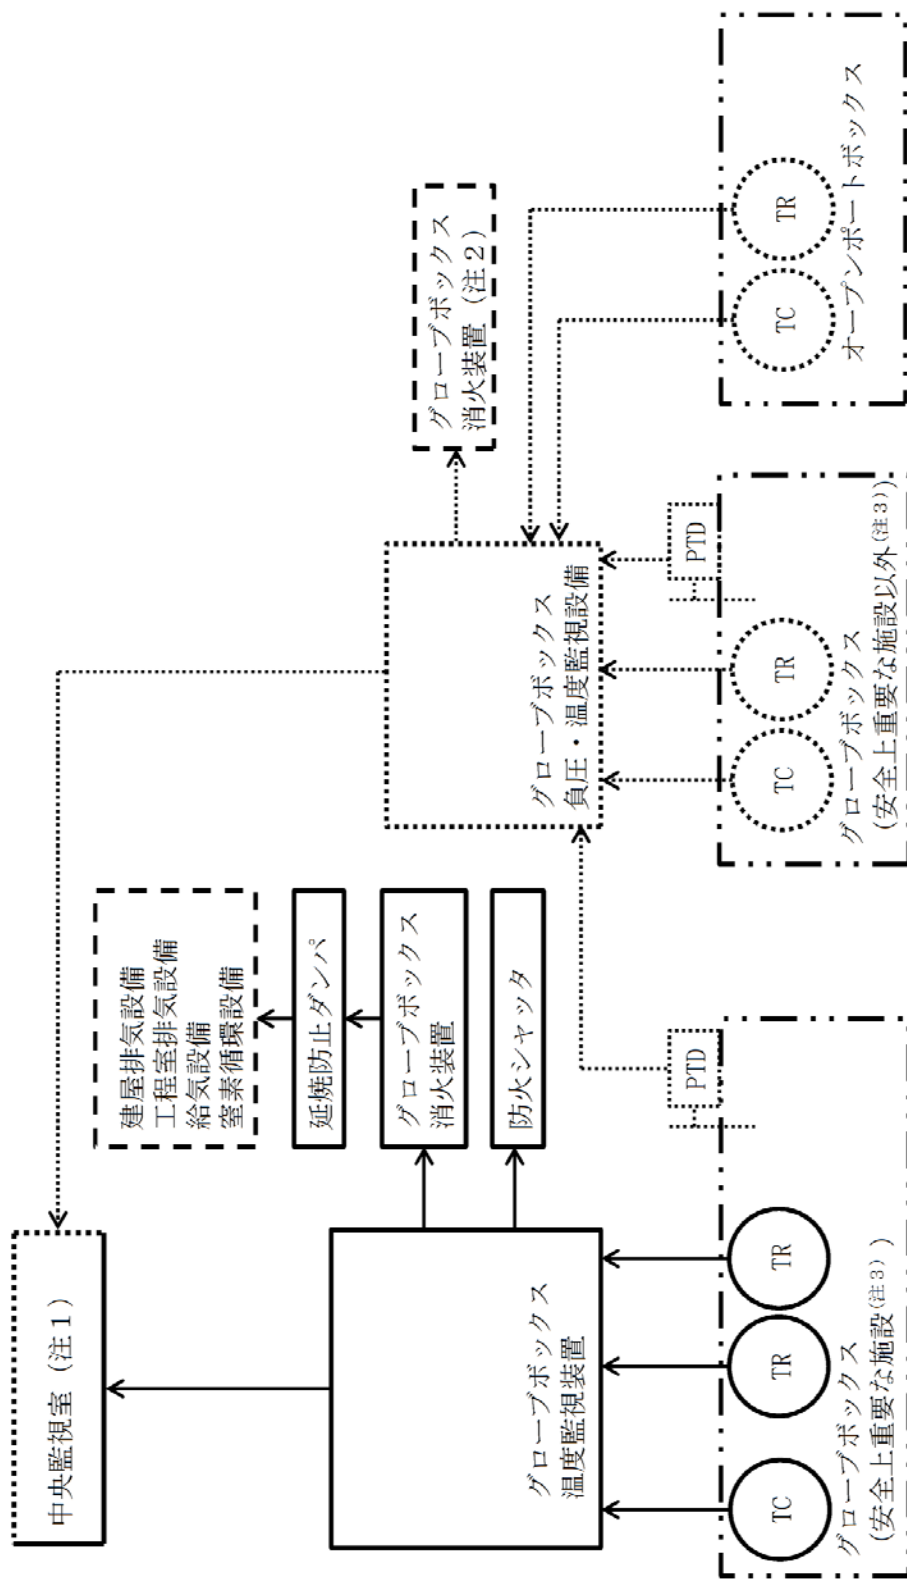 中央監視室（注１）
建屋排気設備
工程室排気設備
給気設備
窒素循環設備
延焼防止ダンパ
グローブボックス
消火装置
防火シャッタ
グローブボックス
温度監視装置
グローブボックス
消火装置（注２）
グローブボックス
負圧・温度監視設備
TC
TR
TR
PTD
グローブボックス
（安全上重要な施設(注３)）
TC
TR
PTD
グローブボックス
（安全上重要な施設以外(注３)）
TC
TR
オープンポートボックス